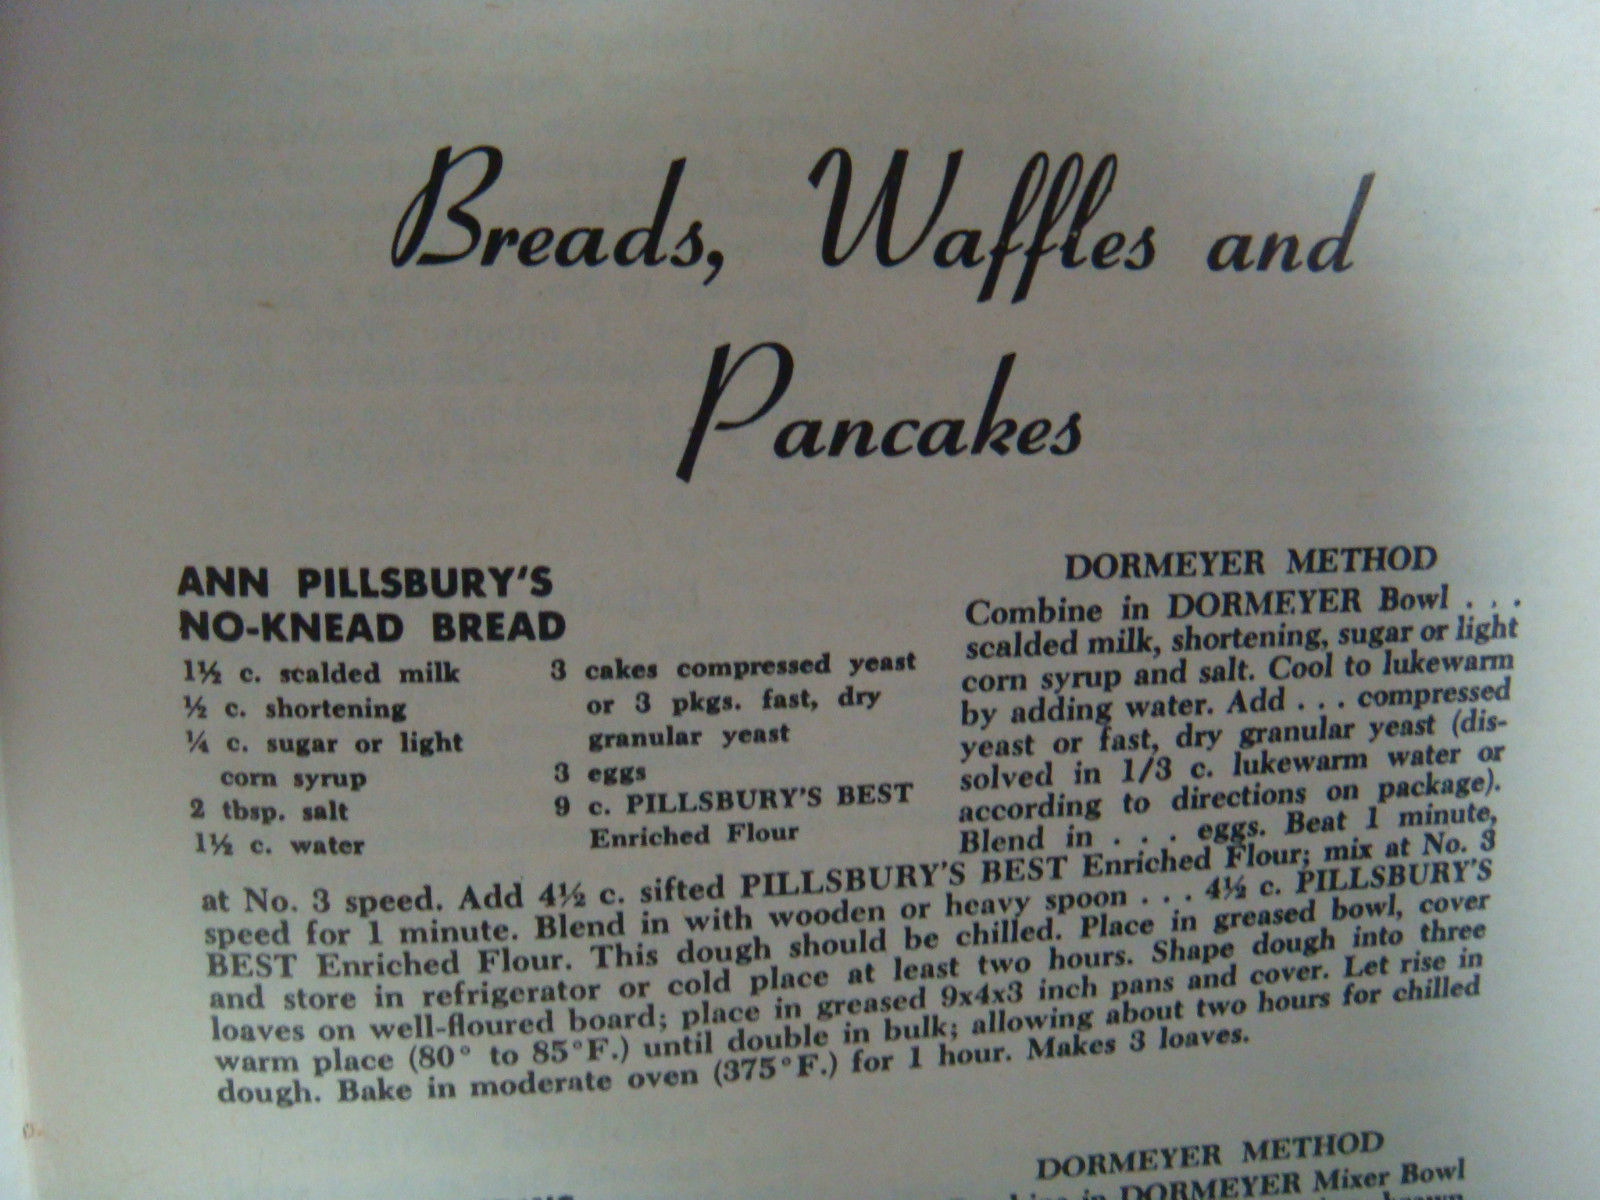 Breads, Waffles and
Pancakes
ANN PILLSBURY'S
NO-KNEAD BREAD
1½ c. scalded milk
½ c. shortening
¼ c. sugar or light
corn syrup
2 tbsp. salt
1½ c. water
3 cakes compressed yeast
or 3 pkgs. fast, dry
granular yeast
3 eggs
9 c. PILLSBURY'S BEST
Enriched Flour
DORMEYER METHOD
Combine in DORMEYER Bowl . . .
scalded milk, shortening, sugar or light
corn syrup and salt. Cool to lukewarm
by adding water. Add . . . compressed
yeast or fast, dry granular yeast (dis-
solved in 1/3 c. lukewarm water or
according to directions on package).
Blend in . . . eggs. Beat 1 minute,
at No. 3 speed. Add 4½ c. sifted PILLSBURY'S BEST Enriched Flour; mix at No. 3
speed for 1 minute. Blend in with wooden or heavy spoon . . . 4½ c. PILLSBURY'S
BEST Enriched Flour. This dough should be chilled. Place in greased bowl, cover
and store in refrigerator or cold place at least two hours. Shape dough into three
loaves on well-floured board; place in greased 9x4x3 inch pans and cover. Let rise in
warm place (80° to 85°F.) until double in bulk; allowing about two hours for chilled
dough. Bake in moderate oven (375°F.) for 1 hour. Makes 3 loaves.
DORMEYER METHOD
in DORMEYER Mixer Bowl